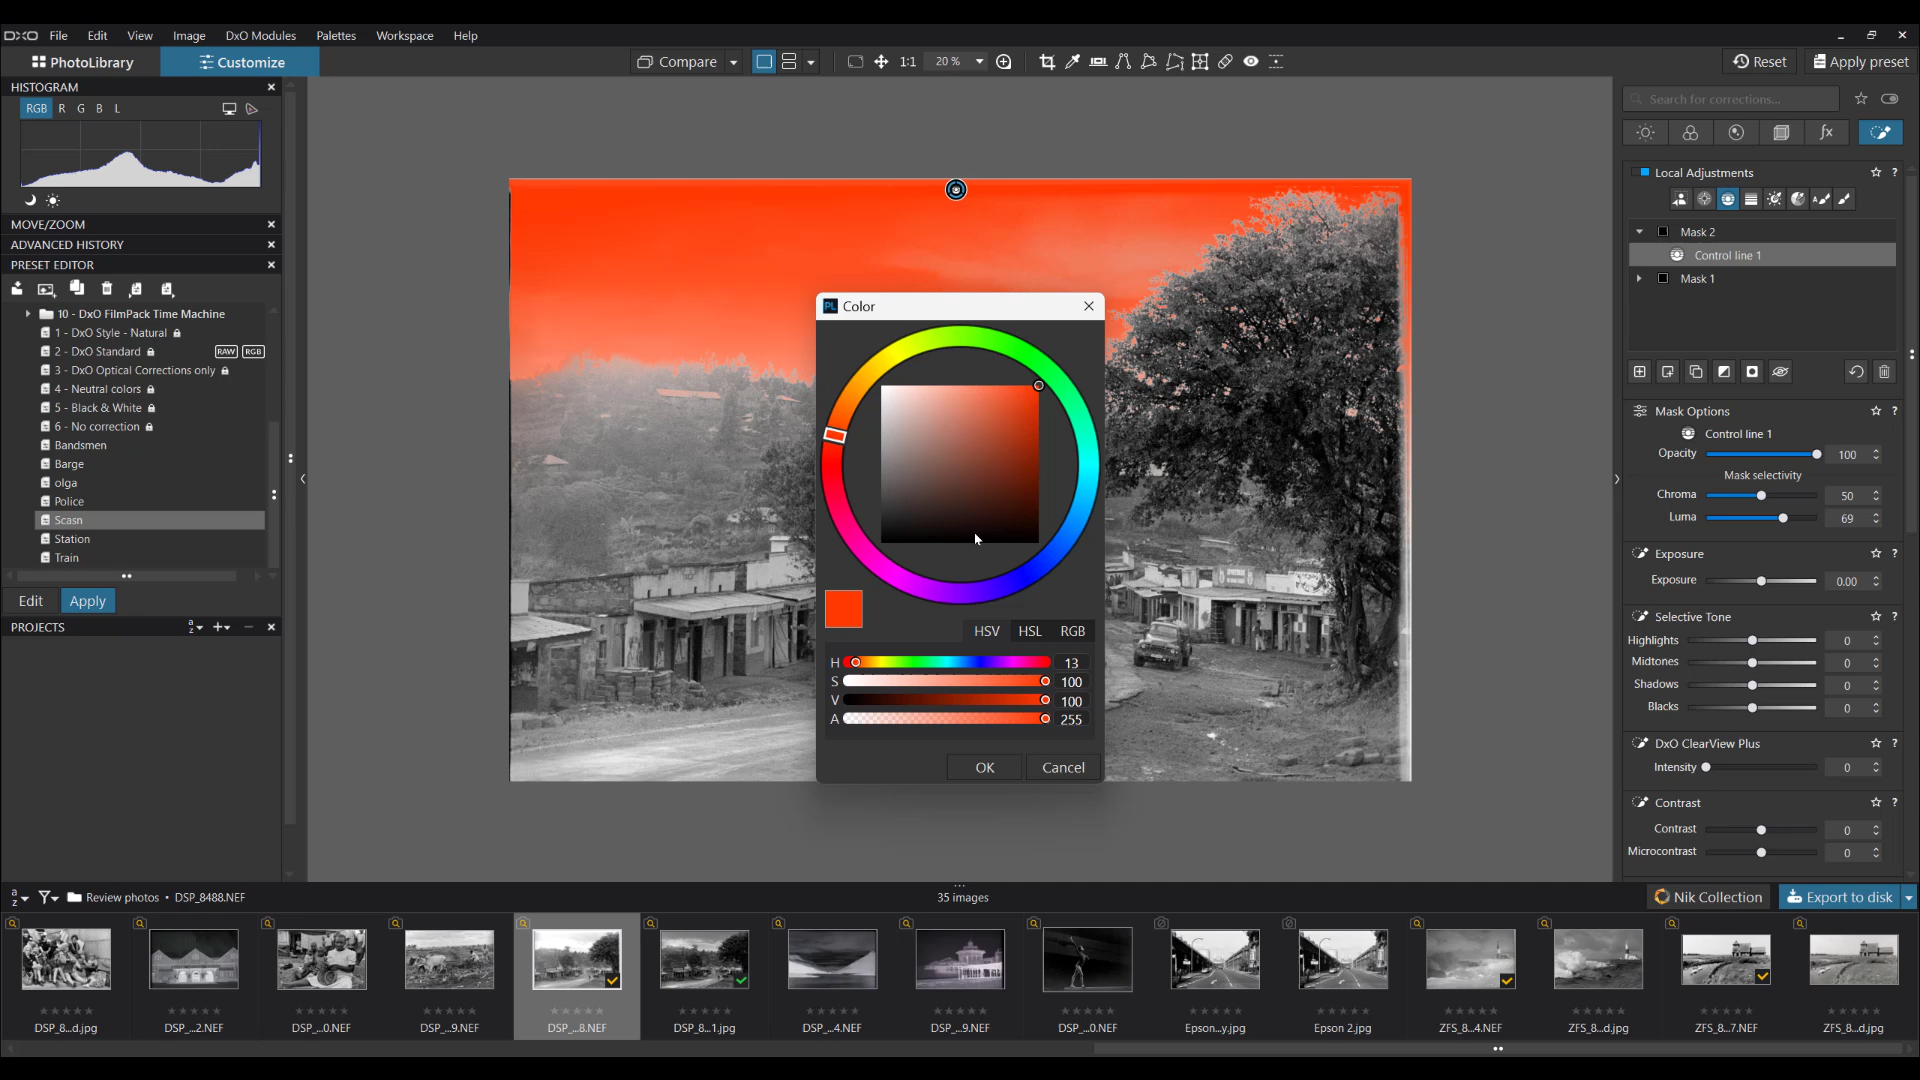 DXO File Edit View Image DxO Modules Palettes Workspace Help
PhotoLibrary Customize Compare 1:1 20 % Reset Apply preset
HISTOGRAM
RGB R G B L
MOVE/ZOOM
ADVANCED HISTORY
PRESET EDITOR
10 - DxO FilmPack Time Machine
1 - DxO Style - Natural
2 - DxO Standard RAW RGB
3 - DxO Optical Corrections only
4 - Neutral colors
5 - Black & White
6 - No correction
Bandsmen
Barge
olga
Police
Scasn
Station
Train
Edit Apply
PROJECTS a z
PL Color
HSV HSL RGB
H 13
S 100
V 100
A 255
OK Cancel
Search for corrections...
fx
Local Adjustments ?
A
Mask 2
Control line 1
Mask 1
Mask Options ?
Control line 1
Opacity 100
Mask selectivity
Chroma 50
Luma 69
Exposure ?
Exposure 0.00
Selective Tone ?
Highlights 0
Midtones 0
Shadows 0
Blacks 0
DxO ClearView Plus ?
Intensity 0
Contrast ?
Contrast 0
Microcontrast 0
a z Review photos • DSP_8488.NEF 35 images Nik Collection Export to disk
DSP_8...d.jpg DSP_...2.NEF DSP_...0.NEF DSP_...9.NEF DSP_...8.NEF DSP_8...1.jpg DSP_...4.NEF DSP_...9.NEF DSP_...0.NEF Epson...y.jpg Epson 2.jpg ZFS_8...4.NEF ZFS_8...d.jpg ZFS_8...7.NEF ZFS_8...d.jpg